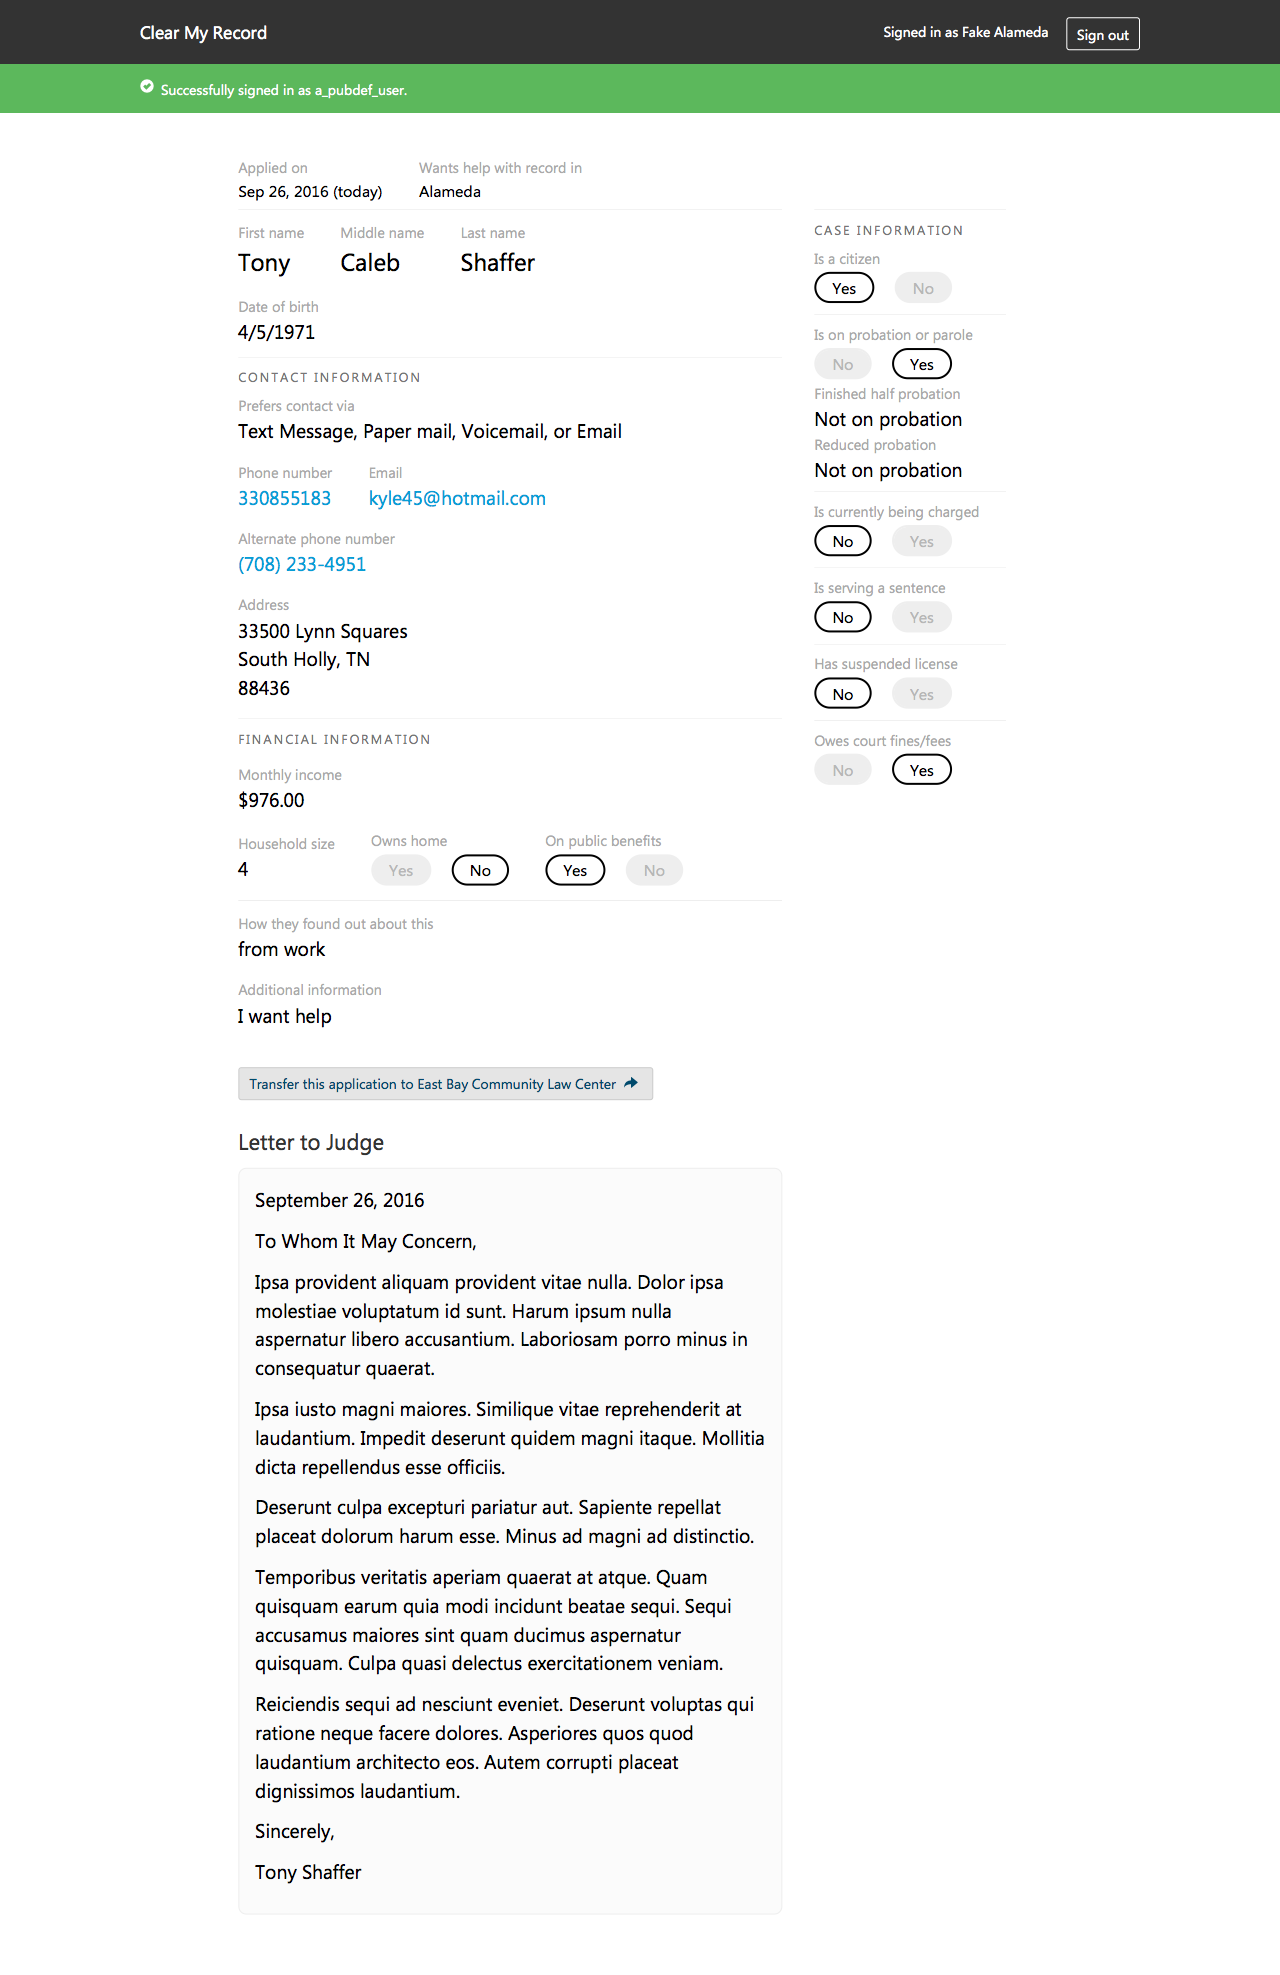 Clear My Record
Signed in as Fake Alameda
Sign out
Successfully signed in as a_pubdef_user.
Applied on
Sep 26, 2016 (today)
Wants help with record in
Alameda
First name
Tony
Middle name
Caleb
Last name
Shaffer
Date of birth
4/5/1971
CONTACT INFORMATION
Prefers contact via
Text Message, Paper mail, Voicemail, or Email
Phone number
330855183
Email
kyle45@hotmail.com
Alternate phone number
(708) 233-4951
Address
33500 Lynn Squares
South Holly, TN
88436
FINANCIAL INFORMATION
Monthly income
$976.00
Household size
4
Owns home
Yes No
On public benefits
Yes No
How they found out about this
from work
Additional information
I want help
Transfer this application to East Bay Community Law Center
Letter to Judge
September 26, 2016
To Whom It May Concern,
Ipsa provident aliquam provident vitae nulla. Dolor ipsa
molestiae voluptatum id sunt. Harum ipsum nulla
aspernatur libero accusantium. Laboriosam porro minus in
consequatur quaerat.
Ipsa iusto magni maiores. Similique vitae reprehenderit at
laudantium. Impedit deserunt quidem magni itaque. Mollitia
dicta repellendus esse officiis.
Deserunt culpa excepturi pariatur aut. Sapiente repellat
placeat dolorum harum esse. Minus ad magni ad distinctio.
Temporibus veritatis aperiam quaerat at atque. Quam
quisquam earum quia modi incidunt beatae sequi. Sequi
accusamus maiores sint quam ducimus aspernatur
quisquam. Culpa quasi delectus exercitationem veniam.
Reiciendis sequi ad nesciunt eveniet. Deserunt voluptas qui
ratione neque facere dolores. Asperiores quos quod
laudantium architecto eos. Autem corrupti placeat
dignissimos laudantium.
Sincerely,
Tony Shaffer
CASE INFORMATION
Is a citizen
Yes No
Is on probation or parole
No Yes
Finished half probation
Not on probation
Reduced probation
Not on probation
Is currently being charged
No Yes
Is serving a sentence
No Yes
Has suspended license
No Yes
Owes court fines/fees
No Yes